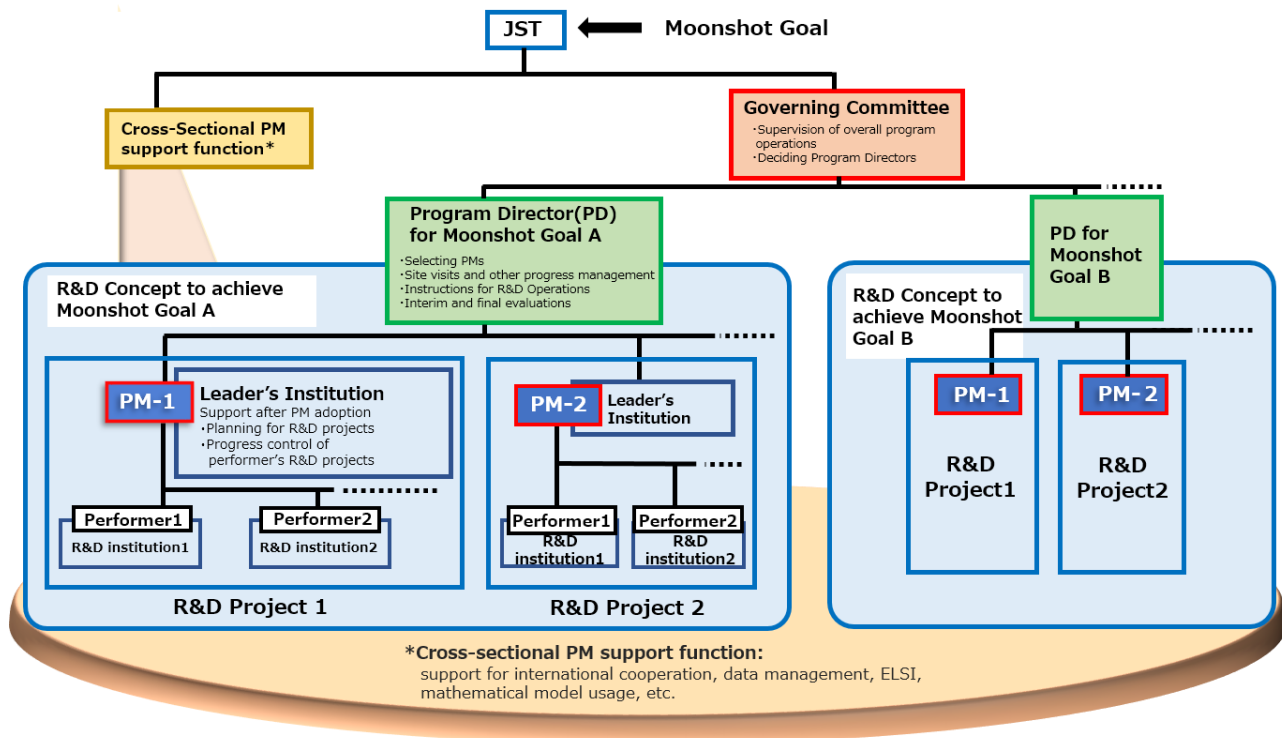 JST
Moonshot Goal
Cross-Sectional PM
support function*
Governing Committee
・Supervision of overall program
operations
・Deciding Program Directors
Program Director(PD)
for Moonshot Goal A
・Selecting PMs
・Site visits and other progress management
・Instructions for R&D Operations
・Interim and final evaluations
PD for
Moonshot
Goal B
R&D Concept to achieve
Moonshot Goal A
R&D Concept to
achieve Moonshot
Goal B
PM-1
Leader’s Institution
Support after PM adoption
・Planning for R&D projects
・Progress control of
performer’s R&D projects
PM-2
Leader’s
Institution
PM-1
PM-2
R&D
Project1
R&D
Project2
Performer1
R&D institution1
Performer2
R&D institution2
Performer1
R&D
institution1
Performer2
R&D
institution2
R&D Project 1
R&D Project 2
*Cross-sectional PM support function:
support for international cooperation, data management, ELSI,
mathematical model usage, etc.